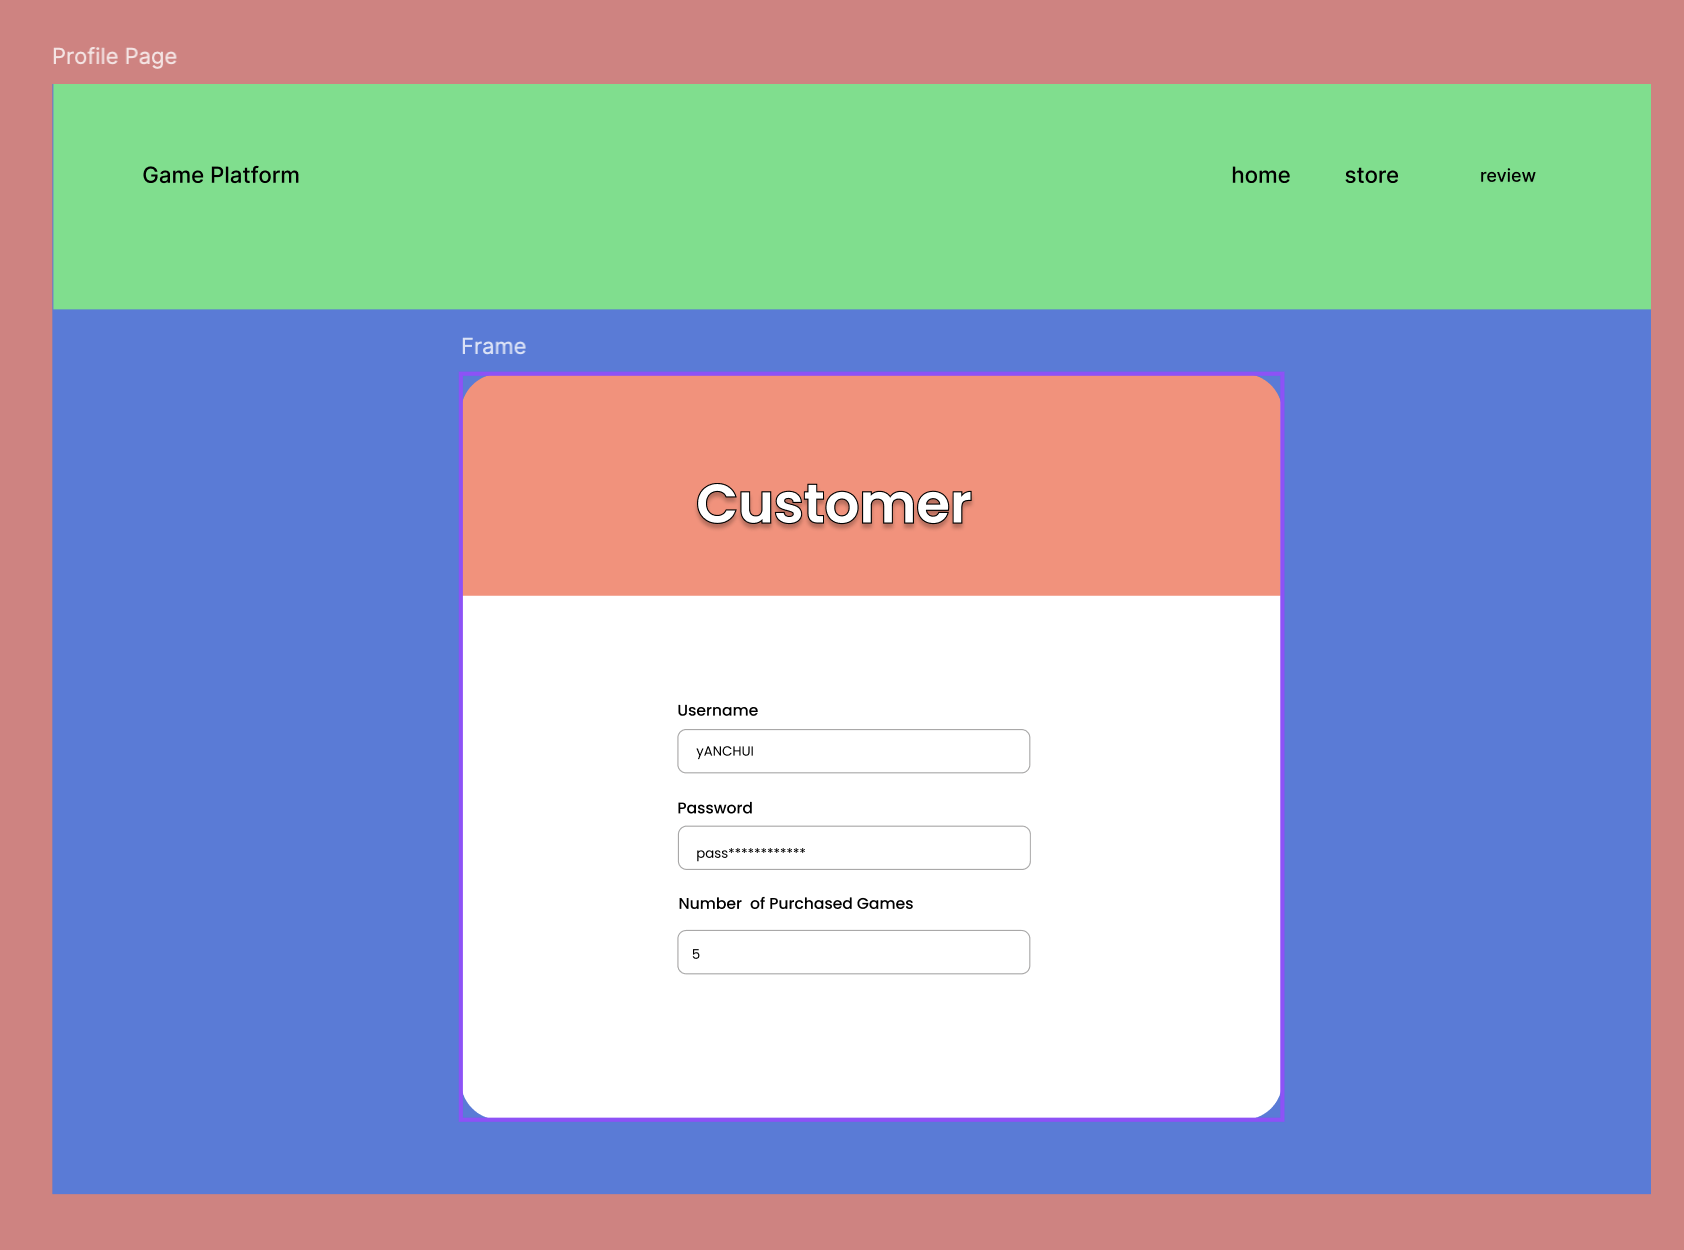 Profile Page
Game Platform home store review
Frame
Customer
Username
yANCHUI
Password
pass************
Number  of Purchased Games
5